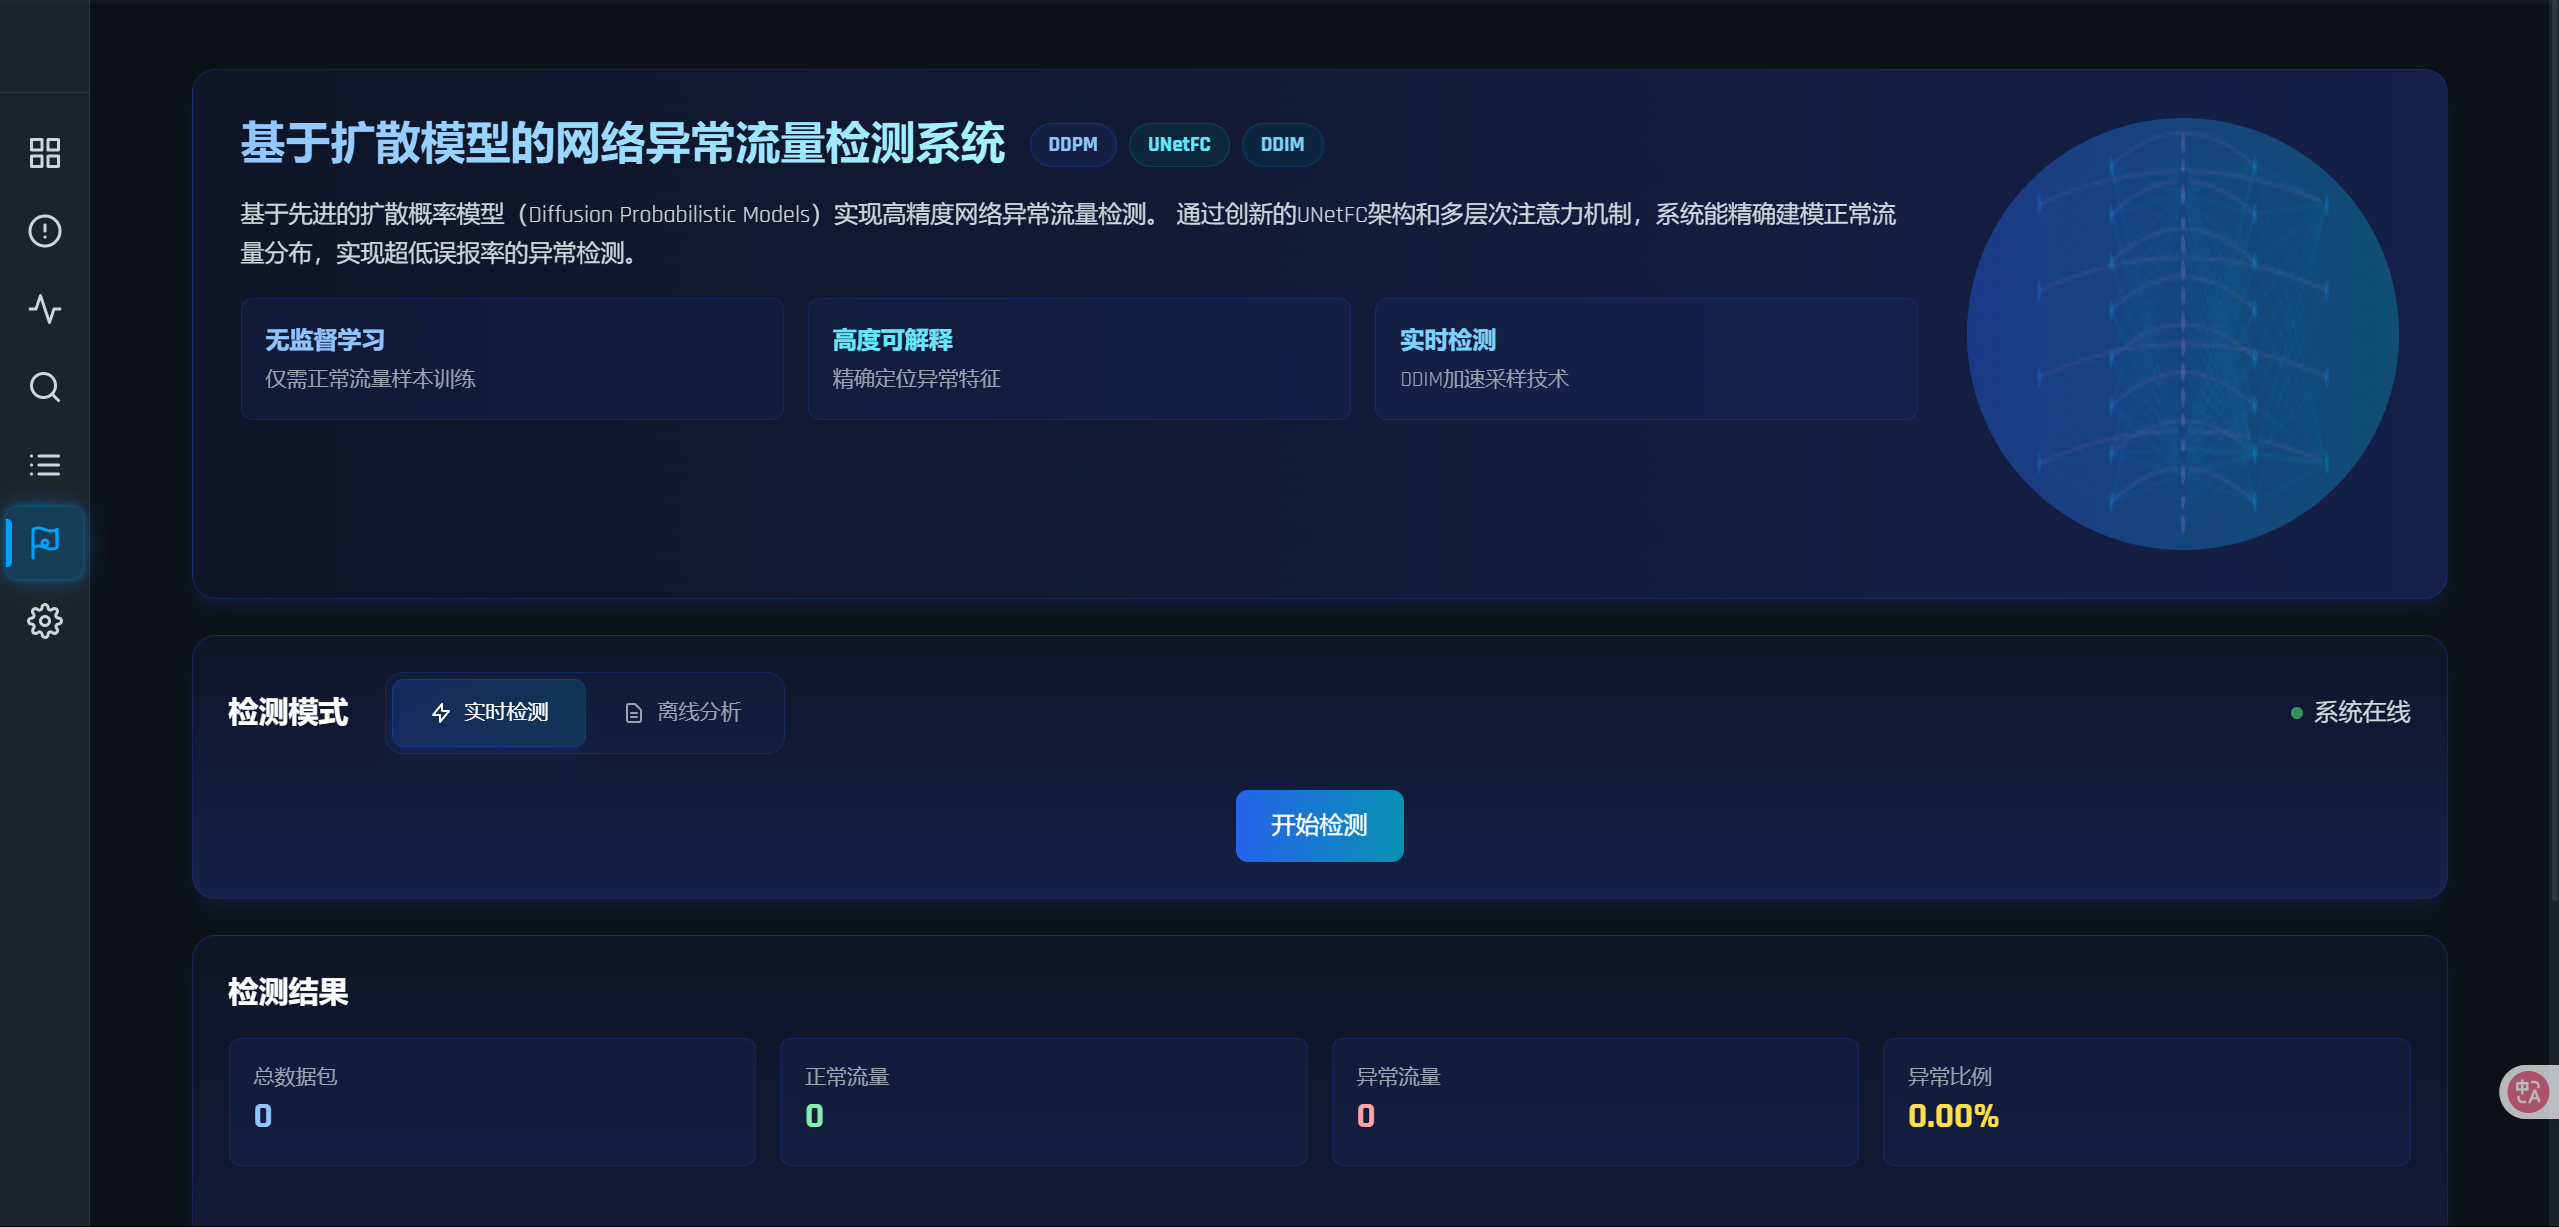 基于扩散模型的网络异常流量检测系统 DDPM UNetFC DDIM
基于先进的扩散概率模型（Diffusion Probabilistic Models）实现高精度网络异常流量检测。 通过创新的UNetFC架构和多层次注意力机制，系统能精确建模正常流
量分布，实现超低误报率的异常检测。
无监督学习
仅需正常流量样本训练
高度可解释
精确定位异常特征
实时检测
DDIM加速采样技术
检测模式 实时检测 离线分析 系统在线
开始检测
检测结果
总数据包
0
正常流量
0
异常流量
0
异常比例
0.00%
中A